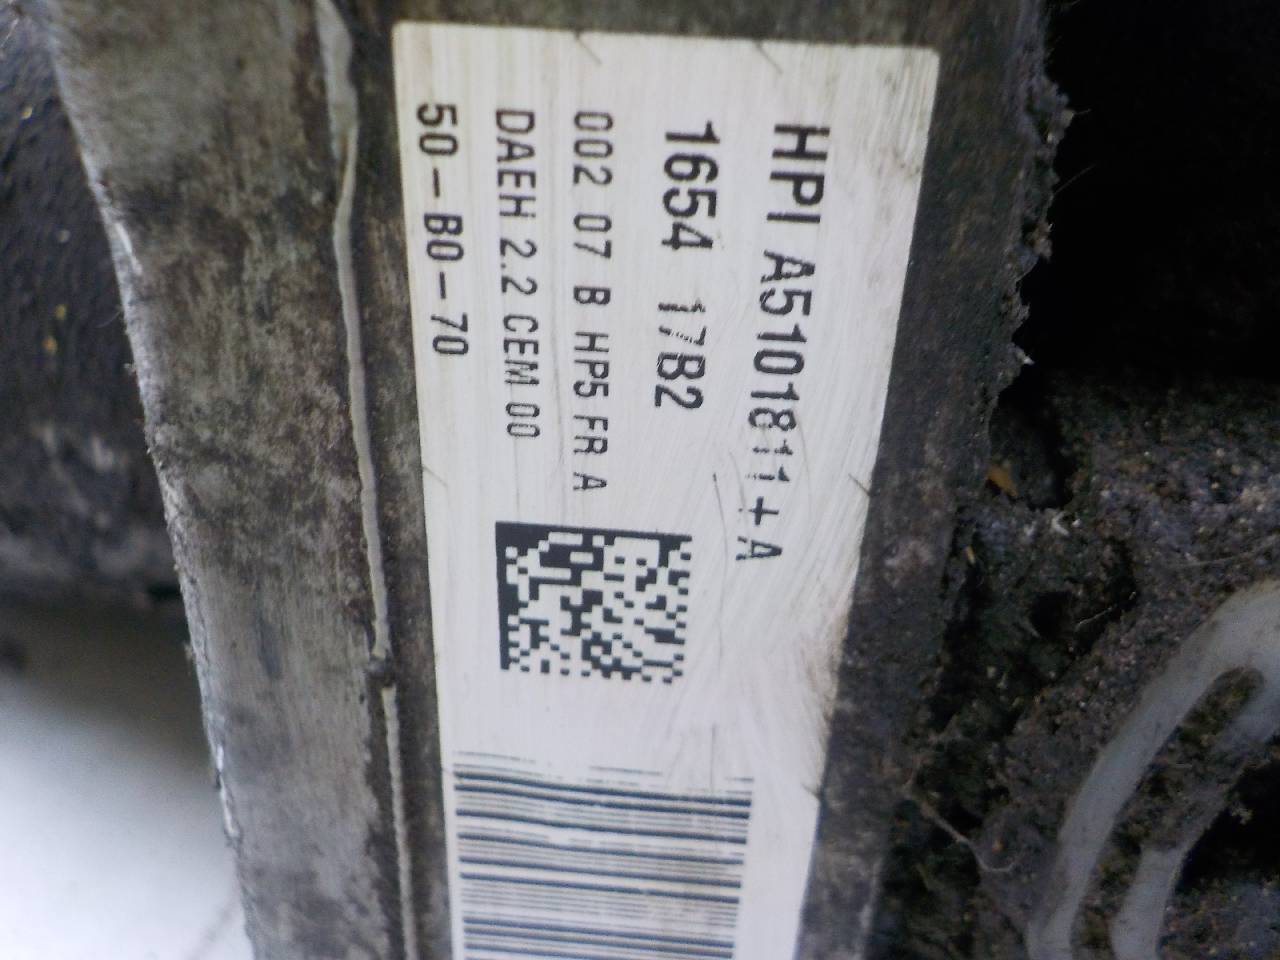 HPI A5101811+A
1654 17B2
002 07 B HP5 FR A
DAEH 2.2 CEM 00
50-B0-70